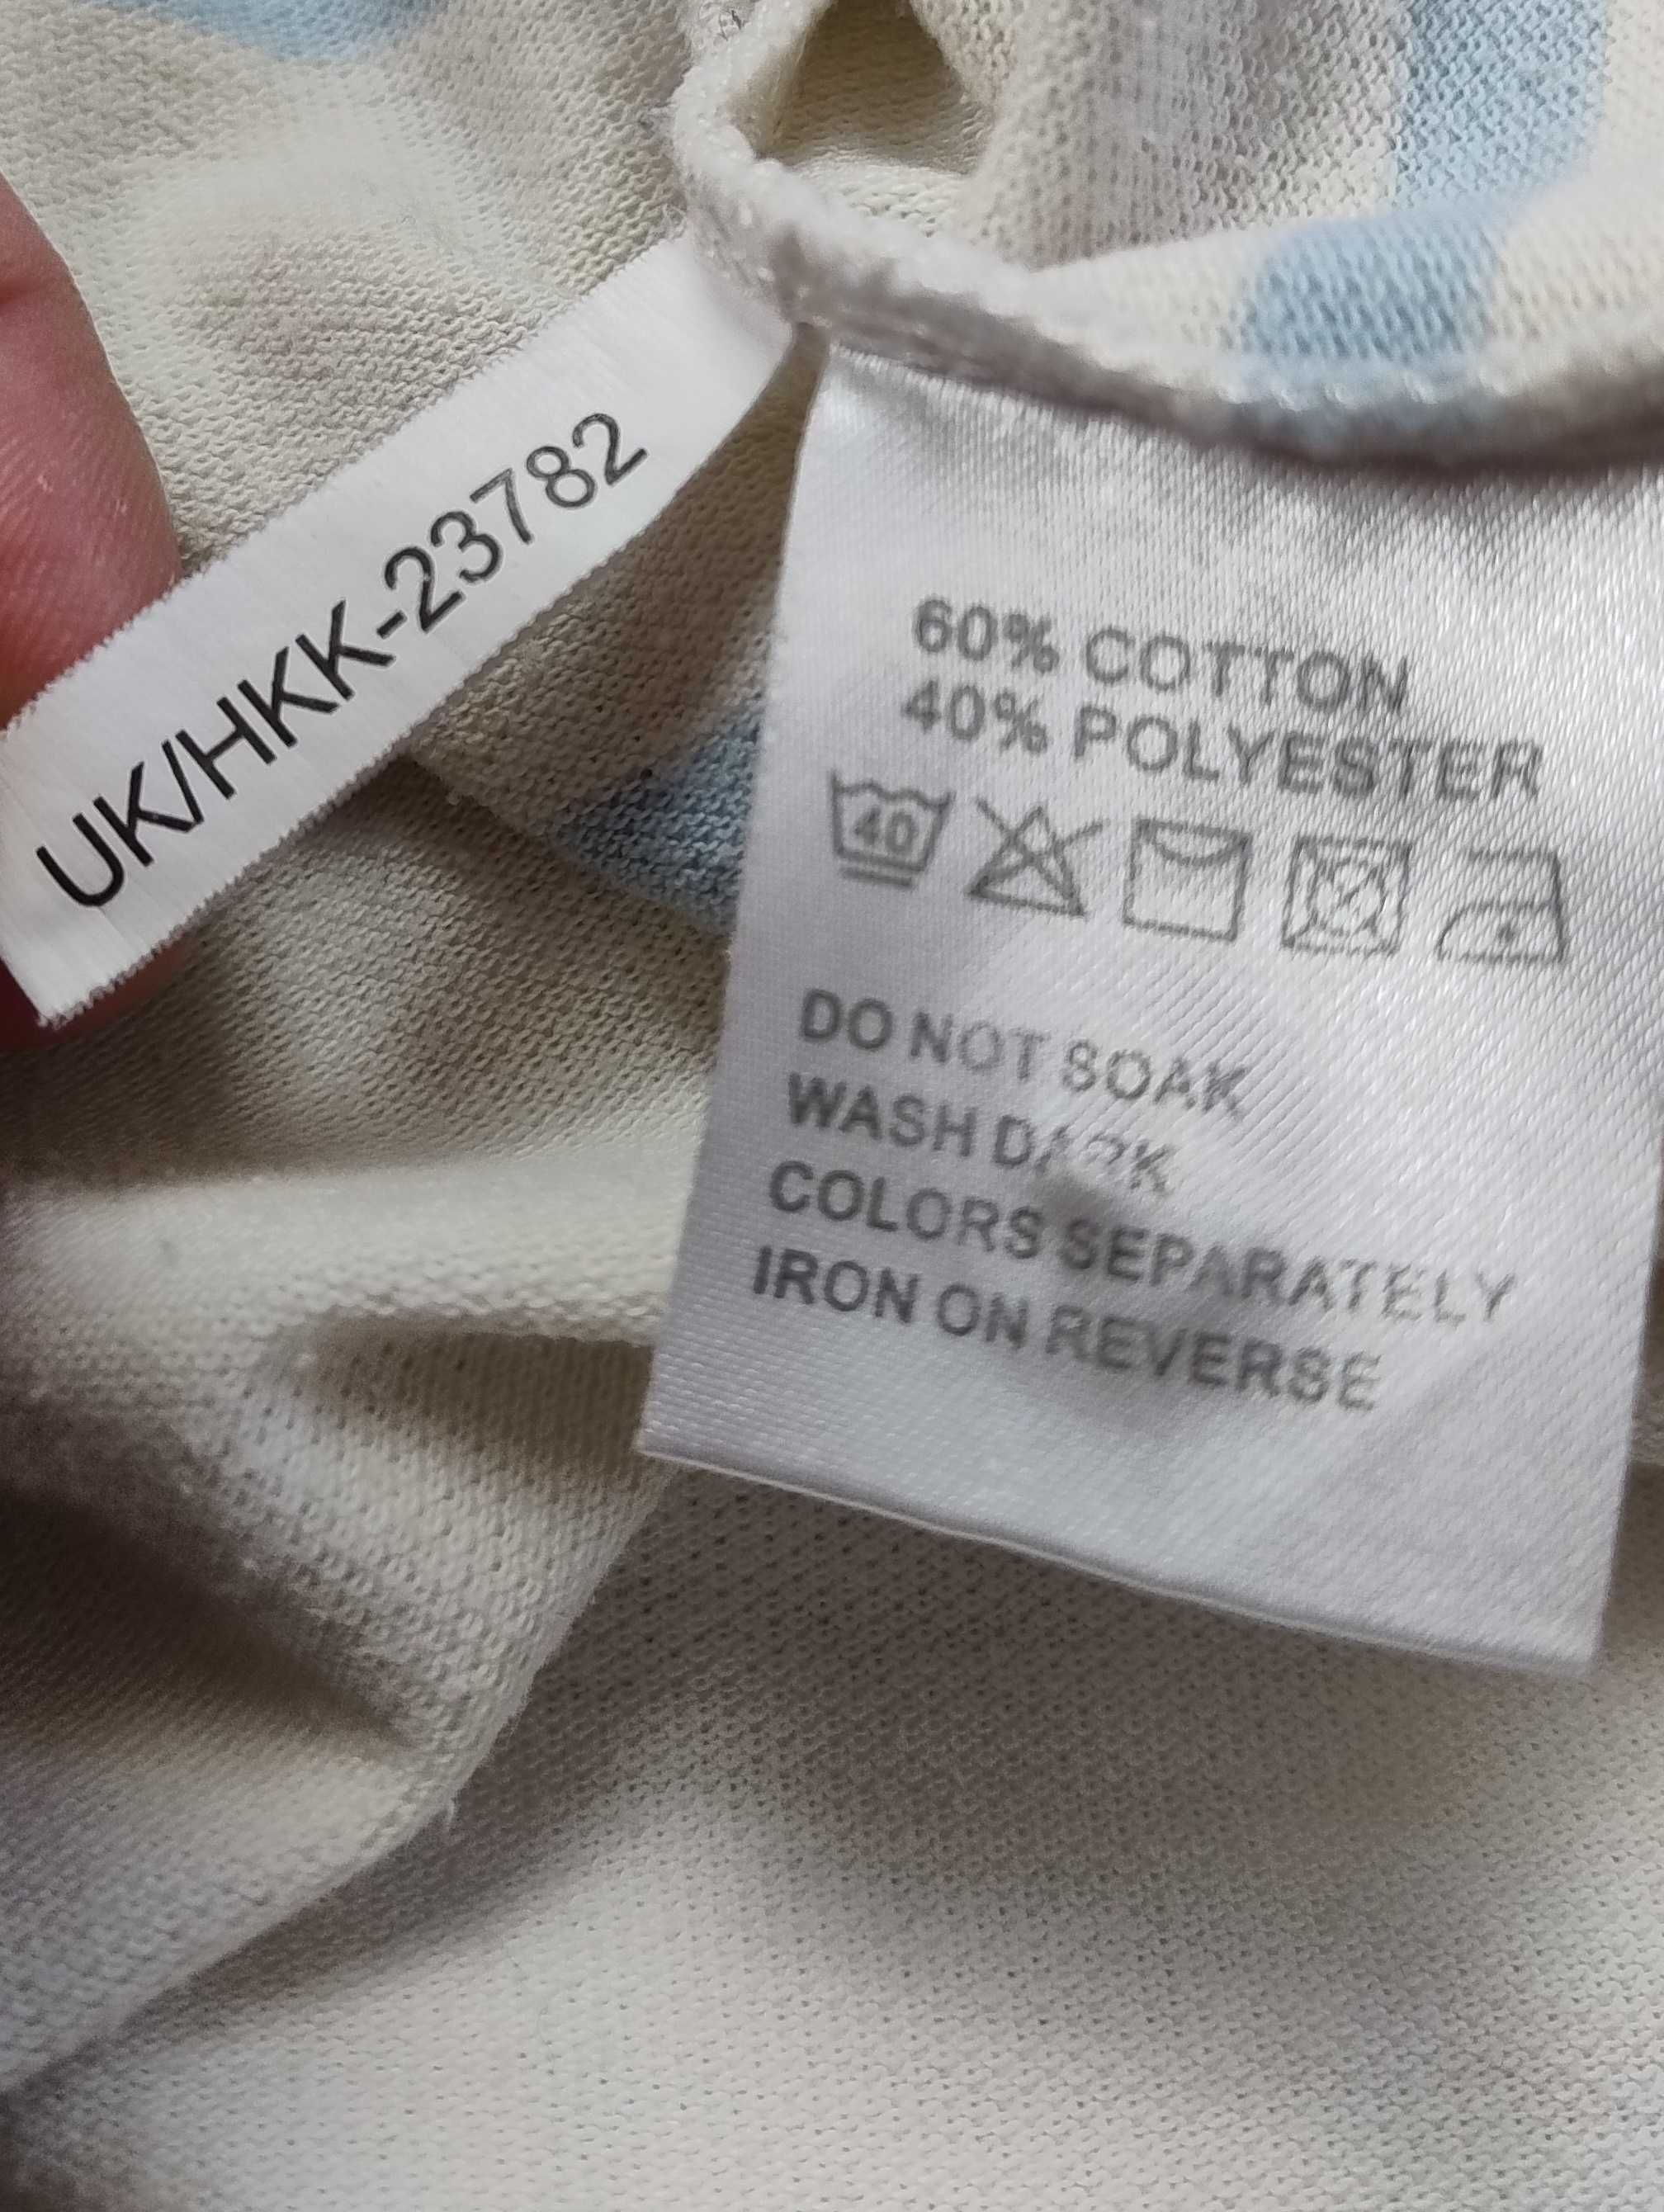 UK/HKK-23782
60% COTTON
40% POLYESTER
40
DO NOT SOAK
WASH DARK
COLORS SEPARATELY
IRON ON REVERSE